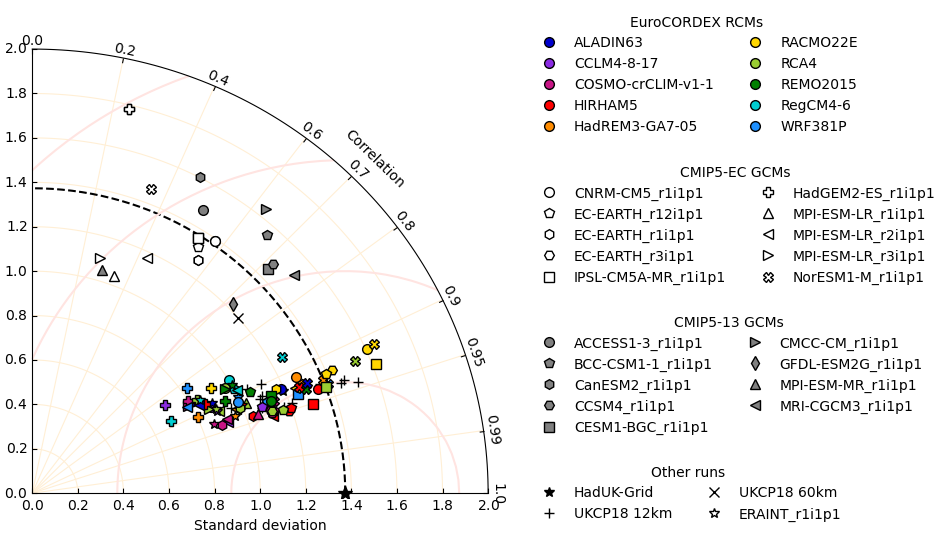 0.0
0.2
0.4
0.6
Correlation
0.7
0.8
0.9
0.95
0.99
1.0
2.0
1.8
1.6
1.4
1.2
1.0
0.8
0.6
0.4
0.2
0.0
0.0 0.2 0.4 0.6 0.8 1.0 1.2 1.4 1.6 1.8 2.0
Standard deviation
EuroCORDEX RCMs
ALADIN63 RACMO22E
CCLM4-8-17 RCA4
COSMO-crCLIM-v1-1 REMO2015
HIRHAM5 RegCM4-6
HadREM3-GA7-05 WRF381P
CMIP5-EC GCMs
CNRM-CM5_r1i1p1 HadGEM2-ES_r1i1p1
EC-EARTH_r12i1p1 MPI-ESM-LR_r1i1p1
EC-EARTH_r1i1p1 MPI-ESM-LR_r2i1p1
EC-EARTH_r3i1p1 MPI-ESM-LR_r3i1p1
IPSL-CM5A-MR_r1i1p1 NorESM1-M_r1i1p1
CMIP5-13 GCMs
ACCESS1-3_r1i1p1 CMCC-CM_r1i1p1
BCC-CSM1-1_r1i1p1 GFDL-ESM2G_r1i1p1
CanESM2_r1i1p1 MPI-ESM-MR_r1i1p1
CCSM4_r1i1p1 MRI-CGCM3_r1i1p1
CESM1-BGC_r1i1p1
Other runs
HadUK-Grid UKCP18 60km
UKCP18 12km ERAINT_r1i1p1